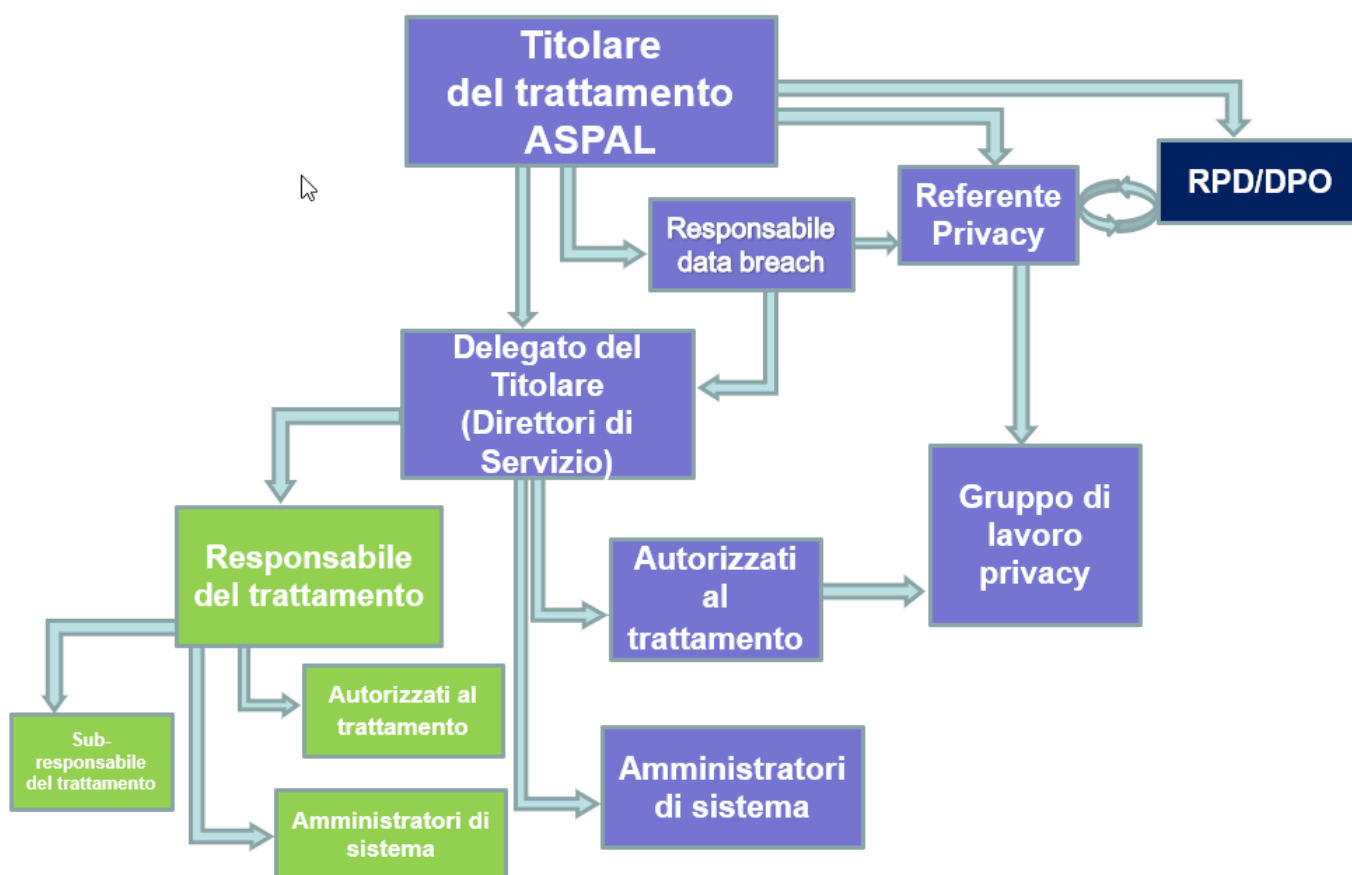 Titolare
del trattamento
ASPAL
RPD/DPO
Referente
Privacy
Responsabile
data breach
Delegato del
Titolare
(Direttori di
Servizio)
Gruppo di
lavoro
privacy
Responsabile
del trattamento
Autorizzati
al
trattamento
Autorizzati al
trattamento
Sub-
responsabile
del trattamento
Amministratori
di sistema
Amministratori di
sistema